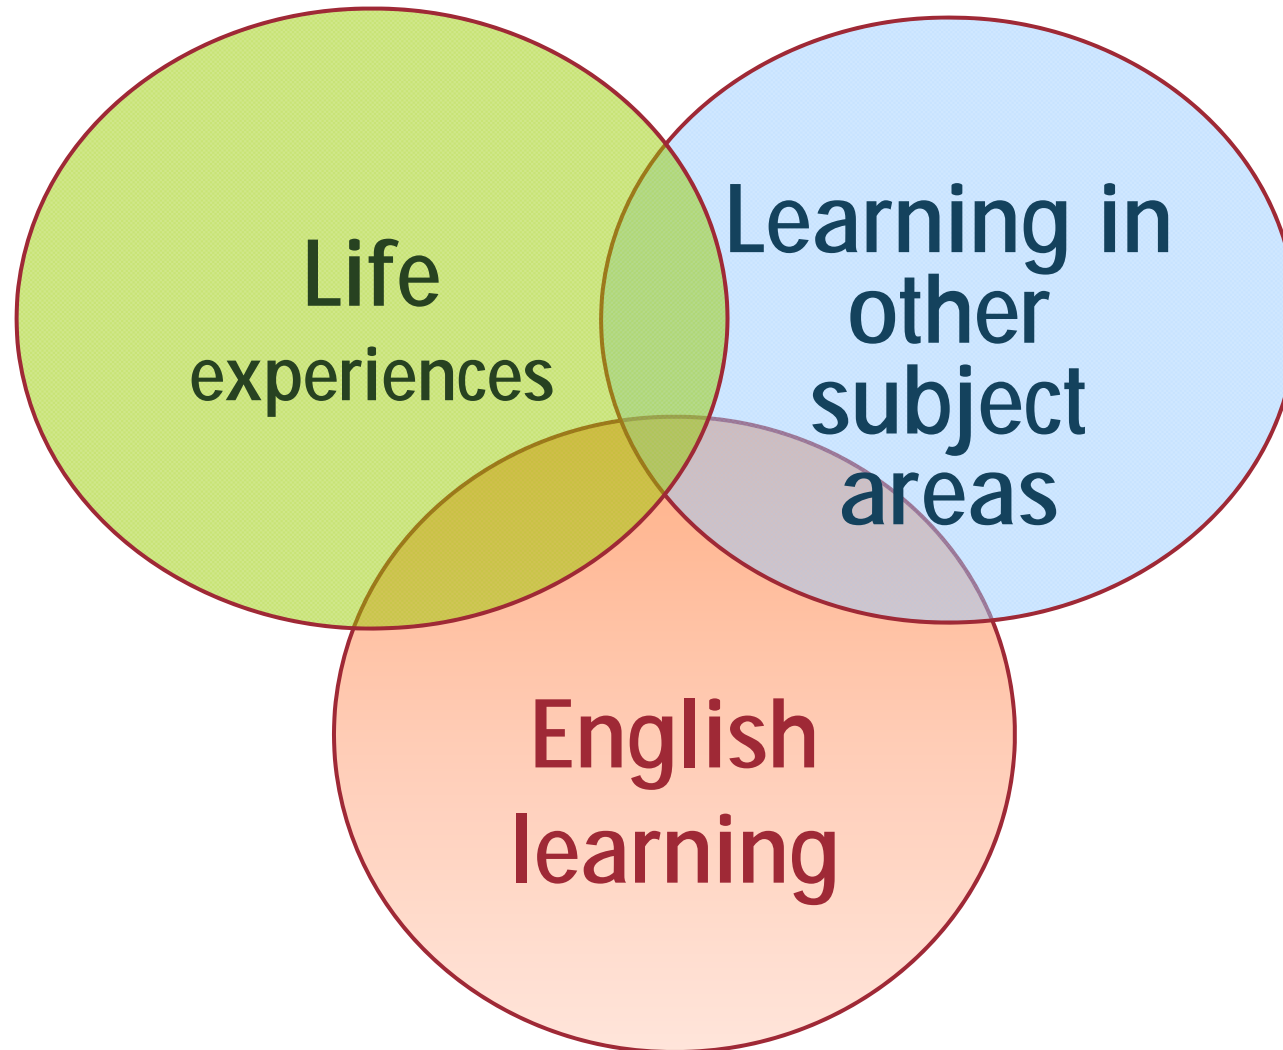 Life
experiences
Learning in
other
subject
areas
English
learning